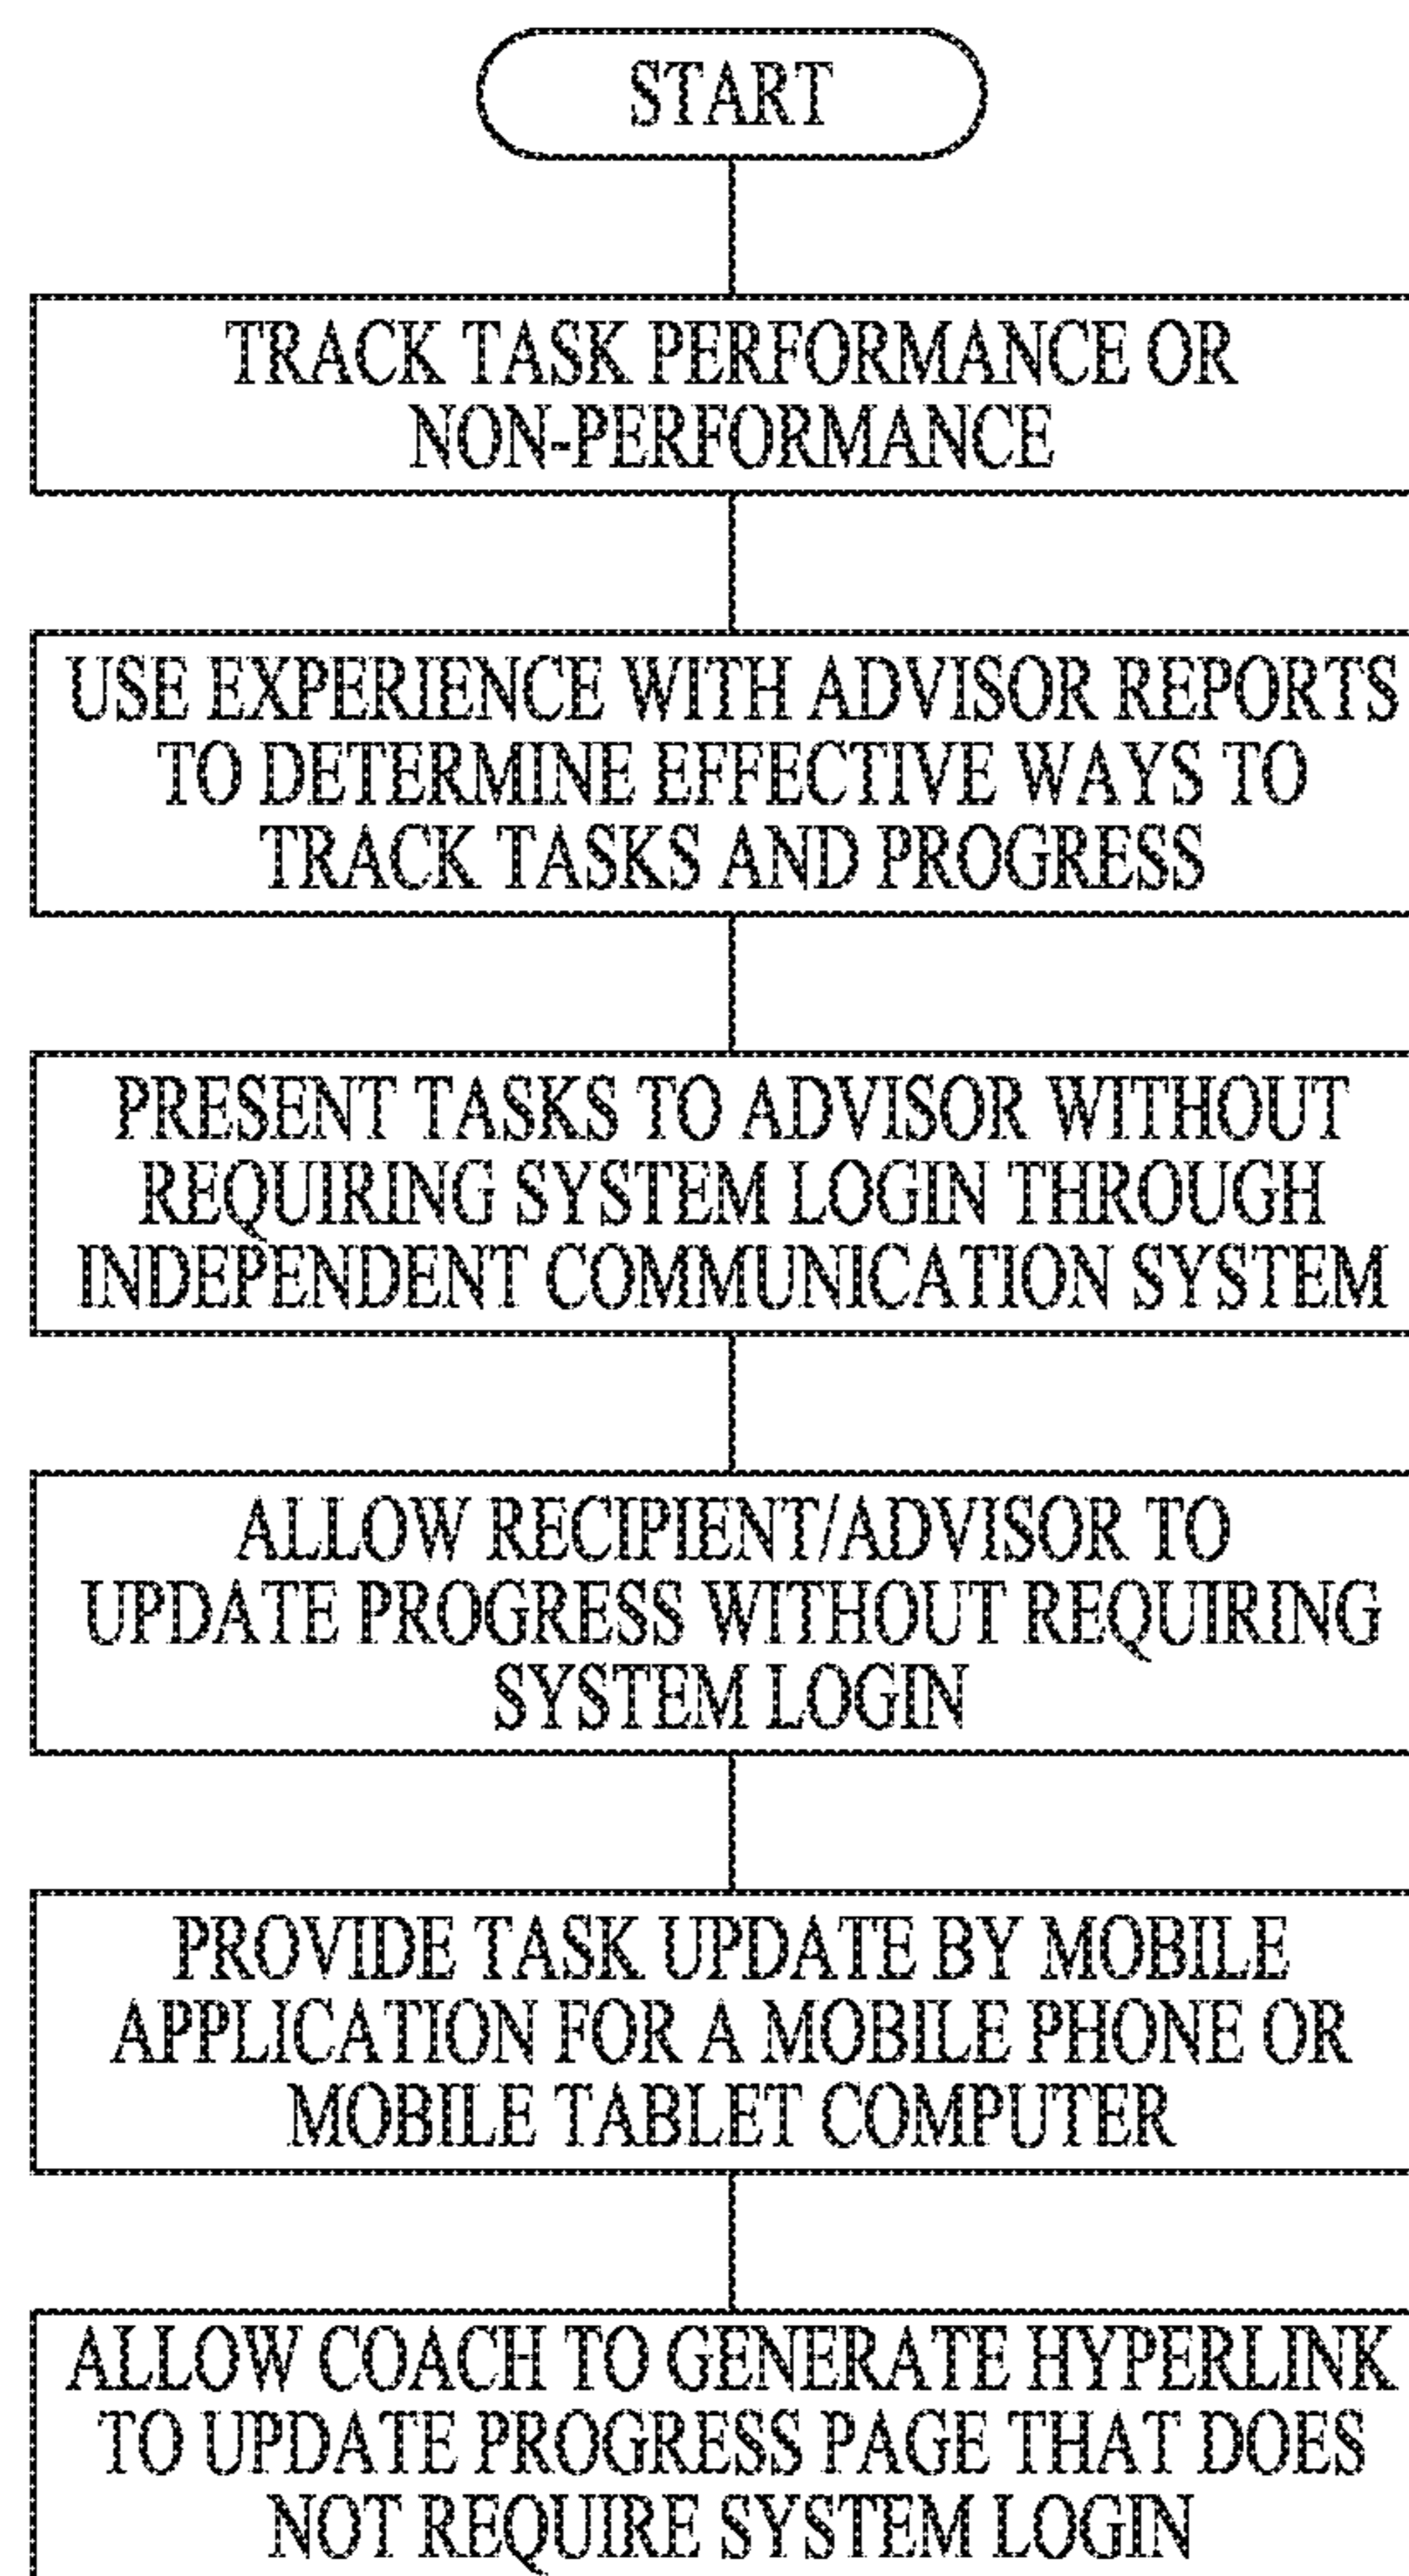 START
TRACK TASK PERFORMANCE OR
NON-PERFORMANCE
USE EXPERIENCE WITH ADVISOR REPORTS
TO DETERMINE EFFECTIVE WAYS TO
TRACK TASKS AND PROGRESS
PRESENT TASKS TO ADVISOR WITHOUT
REQUIRING SYSTEM LOGIN THROUGH
INDEPENDENT COMMUNICATION SYSTEM
ALLOW RECIPIENT/ADVISOR TO
UPDATE PROGRESS WITHOUT REQUIRING
SYSTEM LOGIN
PROVIDE TASK UPDATE BY MOBILE
APPLICATION FOR A MOBILE PHONE OR
MOBILE TABLET COMPUTER
ALLOW COACH TO GENERATE HYPERLINK
TO UPDATE PROGRESS PAGE THAT DOES
NOT REQUIRE SYSTEM LOGIN